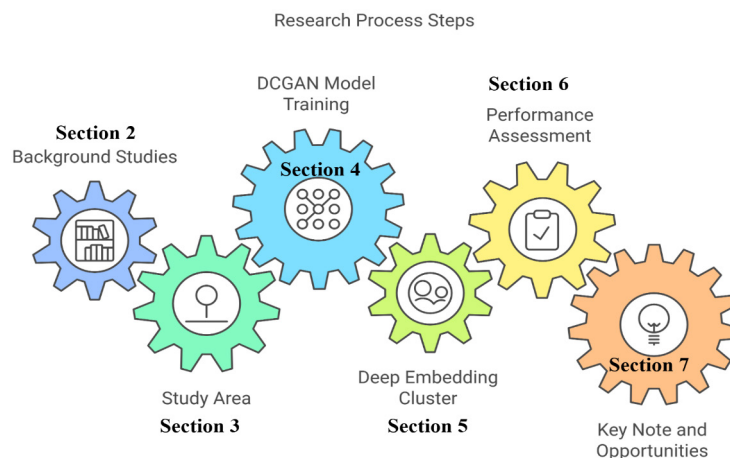 Research Process Steps
Section 2
Background Studies
Study Area
Section 3
DCGAN Model
Training
Section 4
Deep Embedding
Cluster
Section 5
Section 6
Performance
Assessment
Section 7
Key Note and
Opportunities